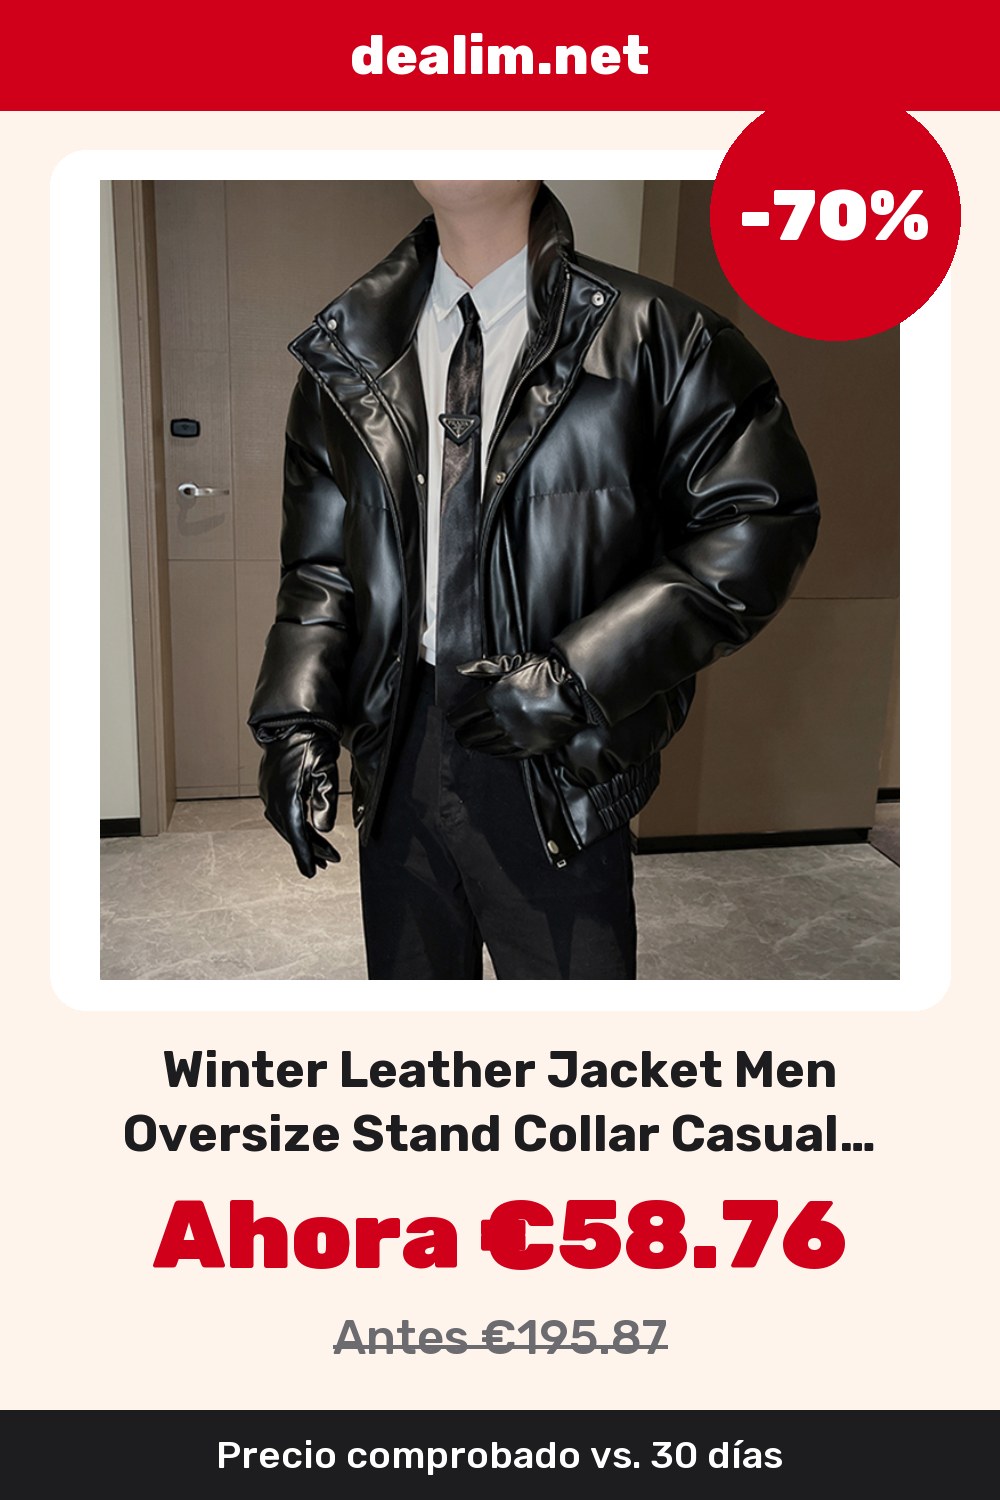 dealim.net
-70%
Winter Leather Jacket Men
Oversize Stand Collar Casual...
Ahora €58.76
Antes €195.87
Precio comprobado vs. 30 días